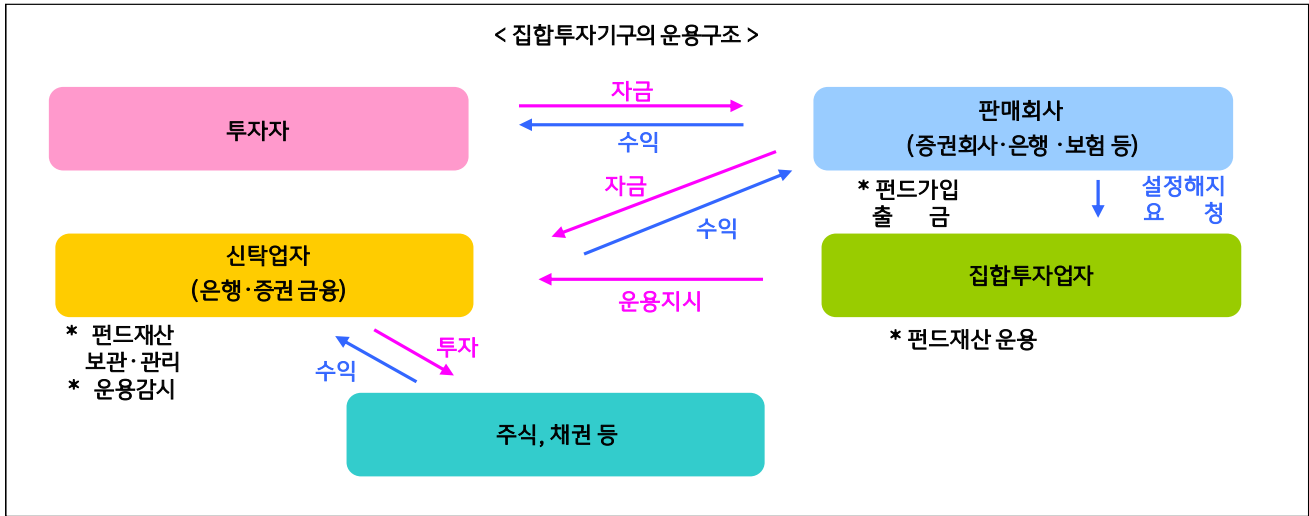 < 집합투자기구의 운용구조 >
자금
투자자
수익
판매회사
(증권회사·은행 ·보험 등)
자금
수익
* 펀드가입
출 금
설정해지
요 청
신탁업자
(은행·증권 금융)
운용지시
집합투자업자
* 펀드재산
보관·관리
* 운용감시
* 펀드재산 운용
투자
수익
주식, 채권 등